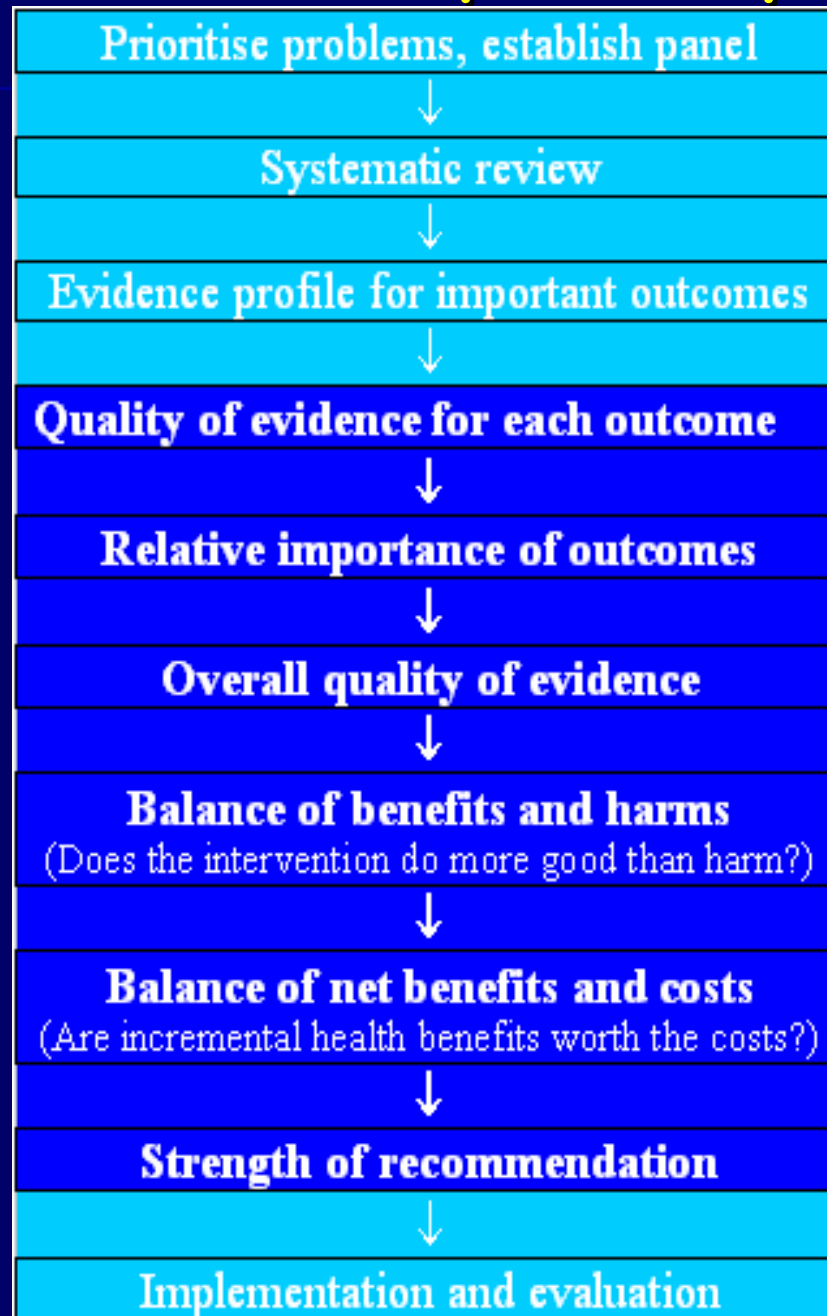 Prioritise problems, establish panel
↓
Systematic review
↓
Evidence profile for important outcomes
↓
Quality of evidence for each outcome
↓
Relative importance of outcomes
↓
Overall quality of evidence
↓
Balance of benefits and harms
(Does the intervention do more good than harm?)
↓
Balance of net benefits and costs
(Are incremental health benefits worth the costs?)
↓
Strength of recommendation
↓
Implementation and evaluation